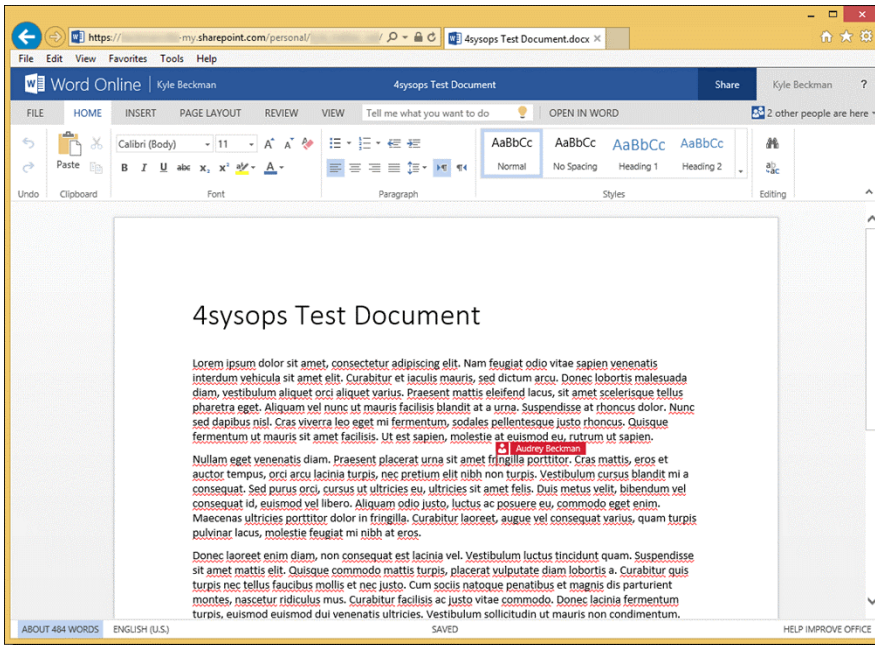 https://
-my.sharepoint.com/personal/
4sysops Test Document.docx
File Edit View Favorites Tools Help
Word Online | Kyle Beckman
4sysops Test Document
Share
Kyle Beckman
?
FILE HOME INSERT PAGE LAYOUT REVIEW VIEW Tell me what you want to do OPEN IN WORD
2 other people are here
Paste
Calibri (Body) 11
B I U abc x₂ x² A
AaBbCc AaBbCc AaBbCc AaBbCc
Normal No Spacing Heading 1 Heading 2
Undo Clipboard Font Paragraph Styles Editing
4sysops Test Document
Lorem ipsum dolor sit amet, consectetur adipiscing elit. Nam feugiat odio vitae sapien venenatis
interdum vehicula sit amet elit. Curabitur et iaculis mauris, sed dictum arcu. Donec lobortis malesuada
diam, vestibulum aliquet orci aliquet varius. Praesent mattis eleifend lacus, sit amet scelerisque tellus
pharetra eget. Aliquam vel nunc ut mauris facilisis blandit at a urna. Suspendisse at rhoncus dolor. Nunc
sed dapibus nisl. Cras viverra leo eget mi fermentum, sodales pellentesque justo rhoncus. Quisque
fermentum ut mauris sit amet facilisis. Ut est sapien, molestie at euismod eu, rutrum ut sapien.
Audrey Beckman
Nullam eget venenatis diam. Praesent placerat urna sit amet fringilla porttitor. Cras mattis, eros et
auctor tempus, orci arcu lacinia turpis, nec pretium elit nibh non turpis. Vestibulum cursus blandit mi a
consequat. Sed purus orci, cursus ut ultricies eu, ultricies sit amet felis. Duis metus velit, bibendum vel
consequat id, euismod vel libero. Aliquam odio justo, luctus ac posuere eu, commodo eget enim.
Maecenas ultricies porttitor dolor in fringilla. Curabitur laoreet, augue vel consequat varius, quam turpis
pulvinar lacus, molestie feugiat mi nibh at eros.
Donec laoreet enim diam, non consequat est lacinia vel. Vestibulum luctus tincidunt quam. Suspendisse
sit amet mattis elit. Quisque commodo mattis turpis, placerat vulputate diam lobortis a. Curabitur quis
turpis nec tellus faucibus mollis et nec justo. Cum sociis natoque penatibus et magnis dis parturient
montes, nascetur ridiculus mus. Curabitur facilisis ac justo vitae commodo. Donec lacinia fermentum
turpis, euismod euismod dui venenatis ultricies. Vestibulum sollicitudin ut mauris non condimentum.
ABOUT 484 WORDS ENGLISH (U.S.) SAVED HELP IMPROVE OFFICE